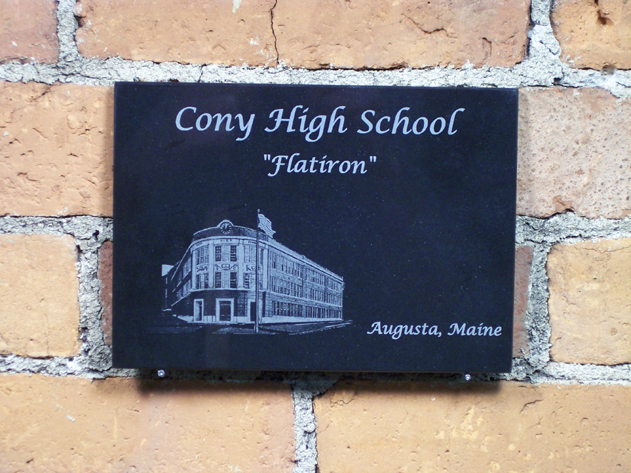 Cony High School
"Flatiron"
Augusta, Maine